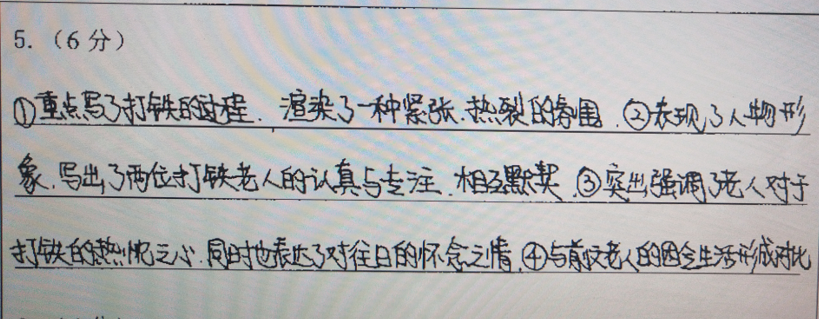 5.（6分）
①重点写了打铁的过程.渲染了一种紧张.热裂的氛围.②表现了人物形
象.写出了两位打铁老人的认真与专注.相互默契.③突出强调了老人对于
打铁的热忱之心.同时也表达了对往日的怀念之情.④与前文老人的生活形成对比